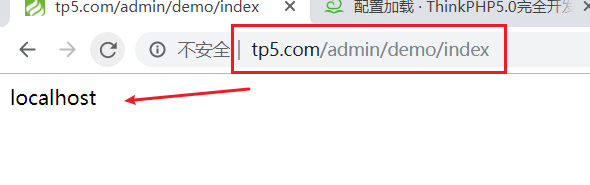 tp5.com/admin/demo/index
配置加载 · ThinkPHP5.0完全开发
不安全 | tp5.com/admin/demo/index
localhost